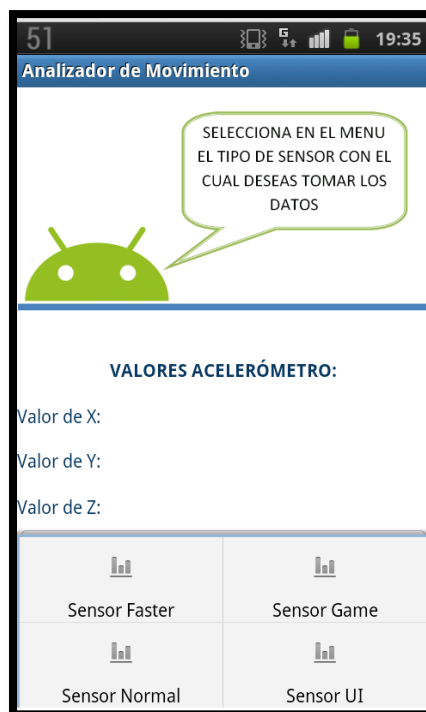 51
G
19:35
Analizador de Movimiento
SELECCIONA EN EL MENU
EL TIPO DE SENSOR CON EL
CUAL DESEAS TOMAR LOS
DATOS
VALORES ACELERÓMETRO:
Valor de X:
Valor de Y:
Valor de Z:
Sensor Faster
Sensor Game
Sensor Normal
Sensor UI